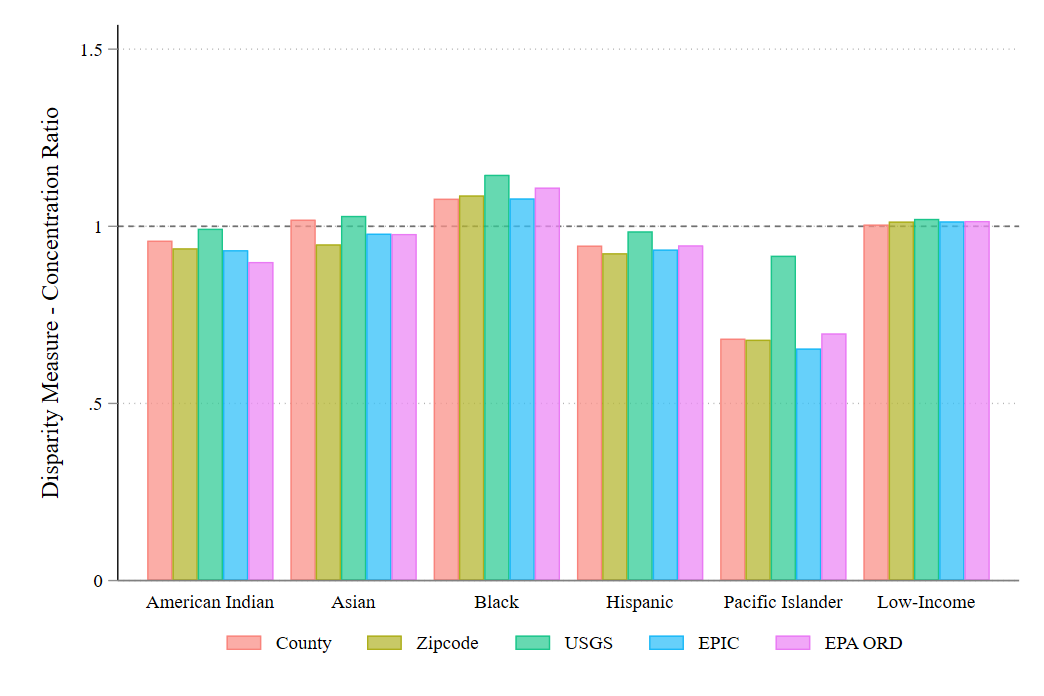 Disparity Measure - Concentration Ratio
1.5
1
.5
0
American Indian Asian Black Hispanic Pacific Islander Low-Income
County Zipcode USGS EPIC EPA ORD